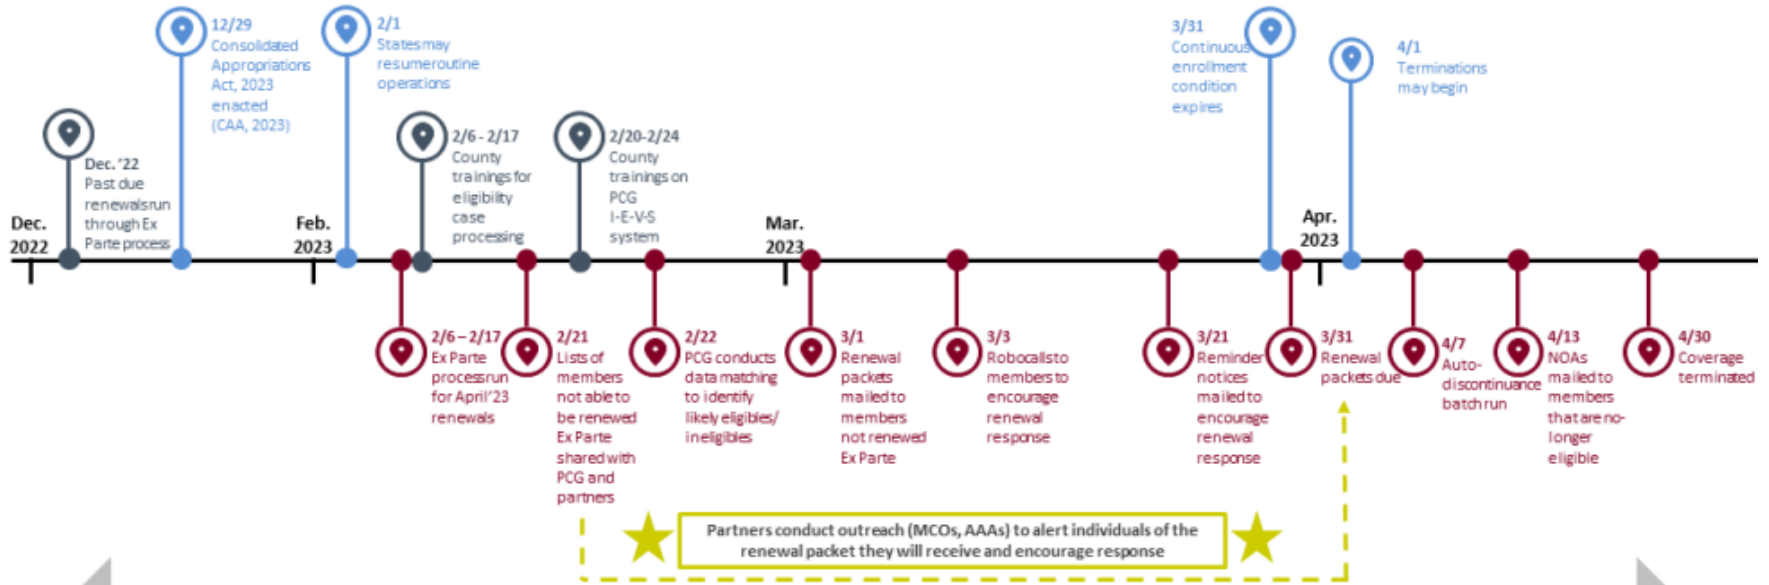 12/29
Consolidated
Appropriations
Act, 2023
enacted
(CAA, 2023)
2/1
States may
resume routine
operations
3/31
Continuous
enrollment
condition
expires
4/1
Terminations
may begin
Dec. '22
Past due
renewals run
through Ex
Parte process
2/6 - 2/17
County
trainings for
eligibility
case
processing
2/20-2/24
County
trainings on
PCG
I-E-V-S
system
Dec.
2022
Feb.
2023
Mar.
2023
Apr.
2023
2/6 – 2/17
Ex Parte
process run
for April '23
renewals
2/21
Lists of
members
not able to
be renewed
Ex Parte
shared with
PCG and
partners
2/22
PCG conducts
data matching
to identify
likely eligibles/
ineligibles
3/1
Renewal
packets
mailed to
members
not renewed
Ex Parte
3/3
Robocalls to
members to
encourage
renewal
response
3/21
Reminder
notices
mailed to
encourage
renewal
response
3/31
Renewal
packets due
4/7
Auto-
discontinuance
batch run
4/13
NOAs
mailed to
members
that are no-
longer
eligible
4/30
Coverage
terminated
Partners conduct outreach (MCOs, AAAs) to alert individuals of the
renewal packet they will receive and encourage response